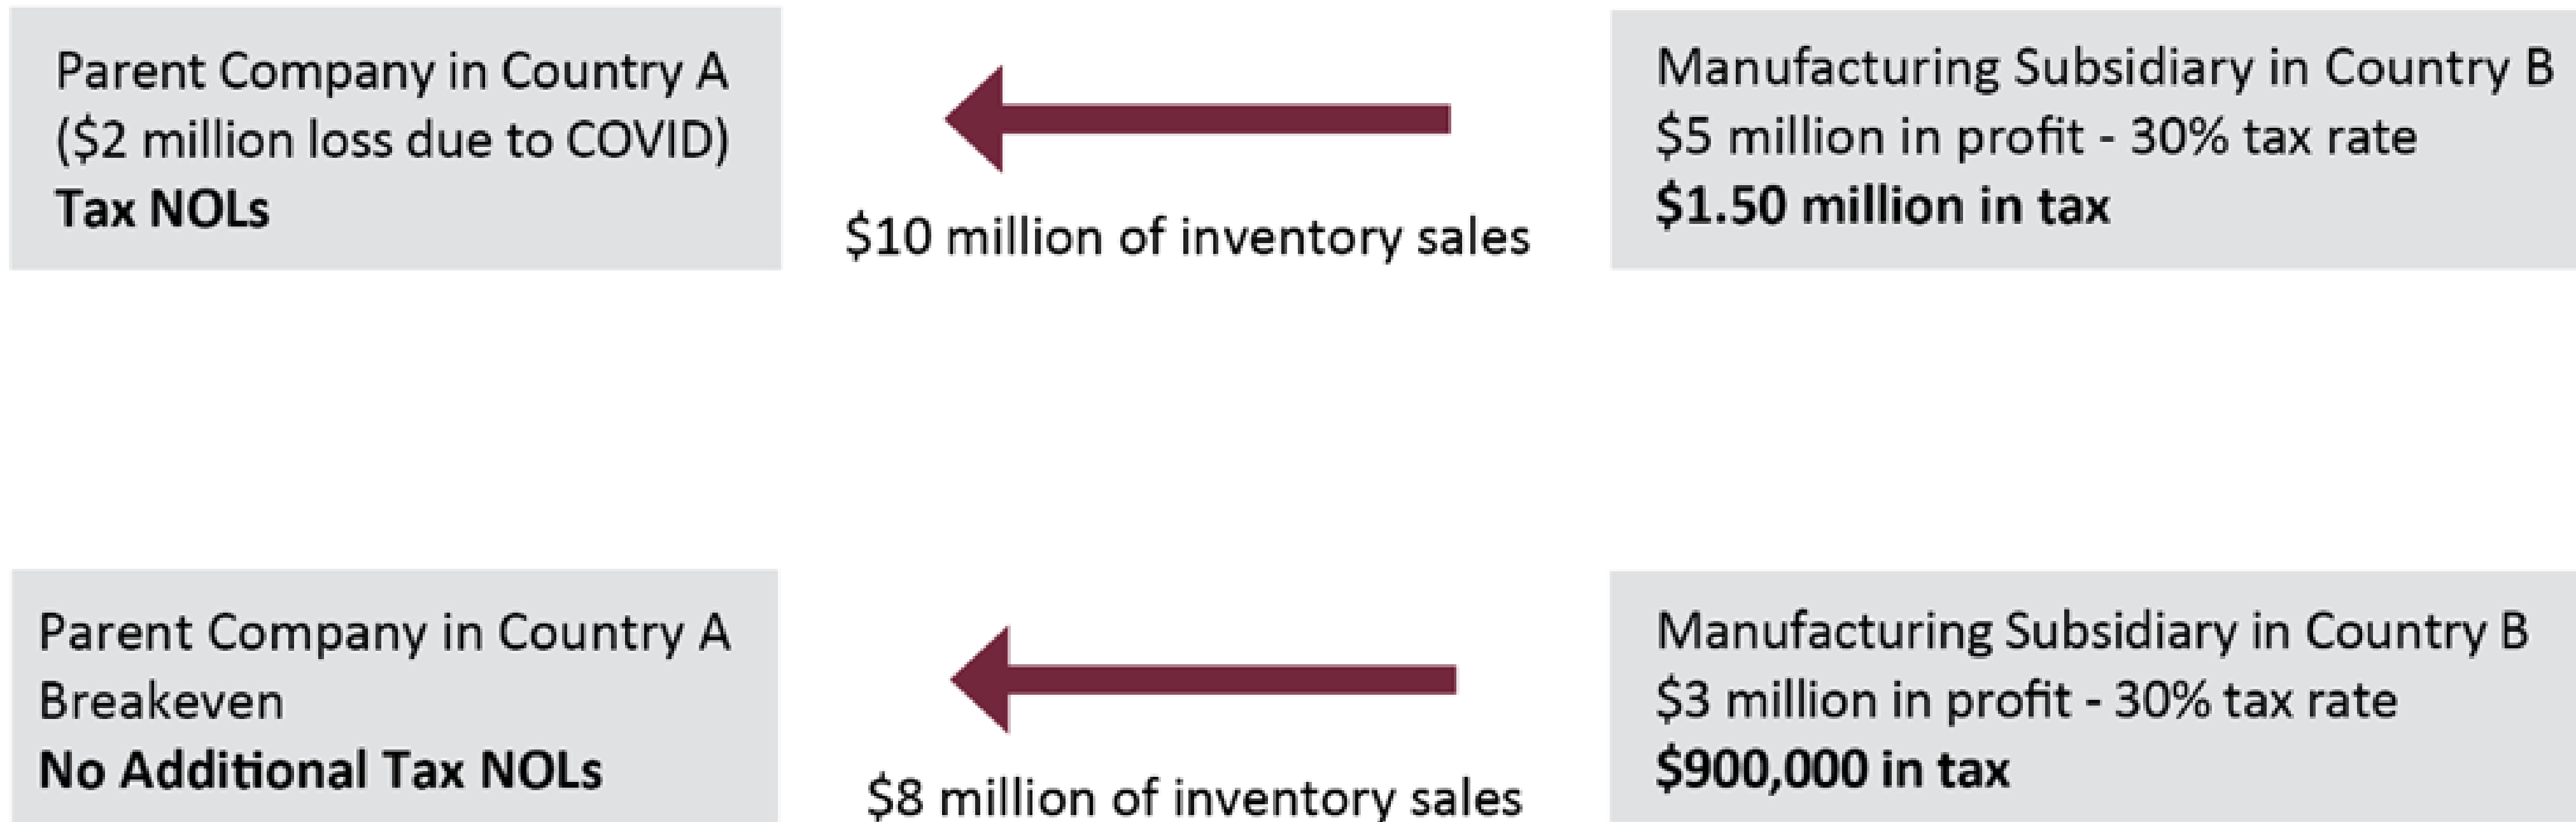 Parent Company in Country A
($2 million loss due to COVID)
Tax NOLs
$10 million of inventory sales
Manufacturing Subsidiary in Country B
$5 million in profit - 30% tax rate
$1.50 million in tax
Parent Company in Country A
Breakeven
No Additional Tax NOLs
$8 million of inventory sales
Manufacturing Subsidiary in Country B
$3 million in profit - 30% tax rate
$900,000 in tax